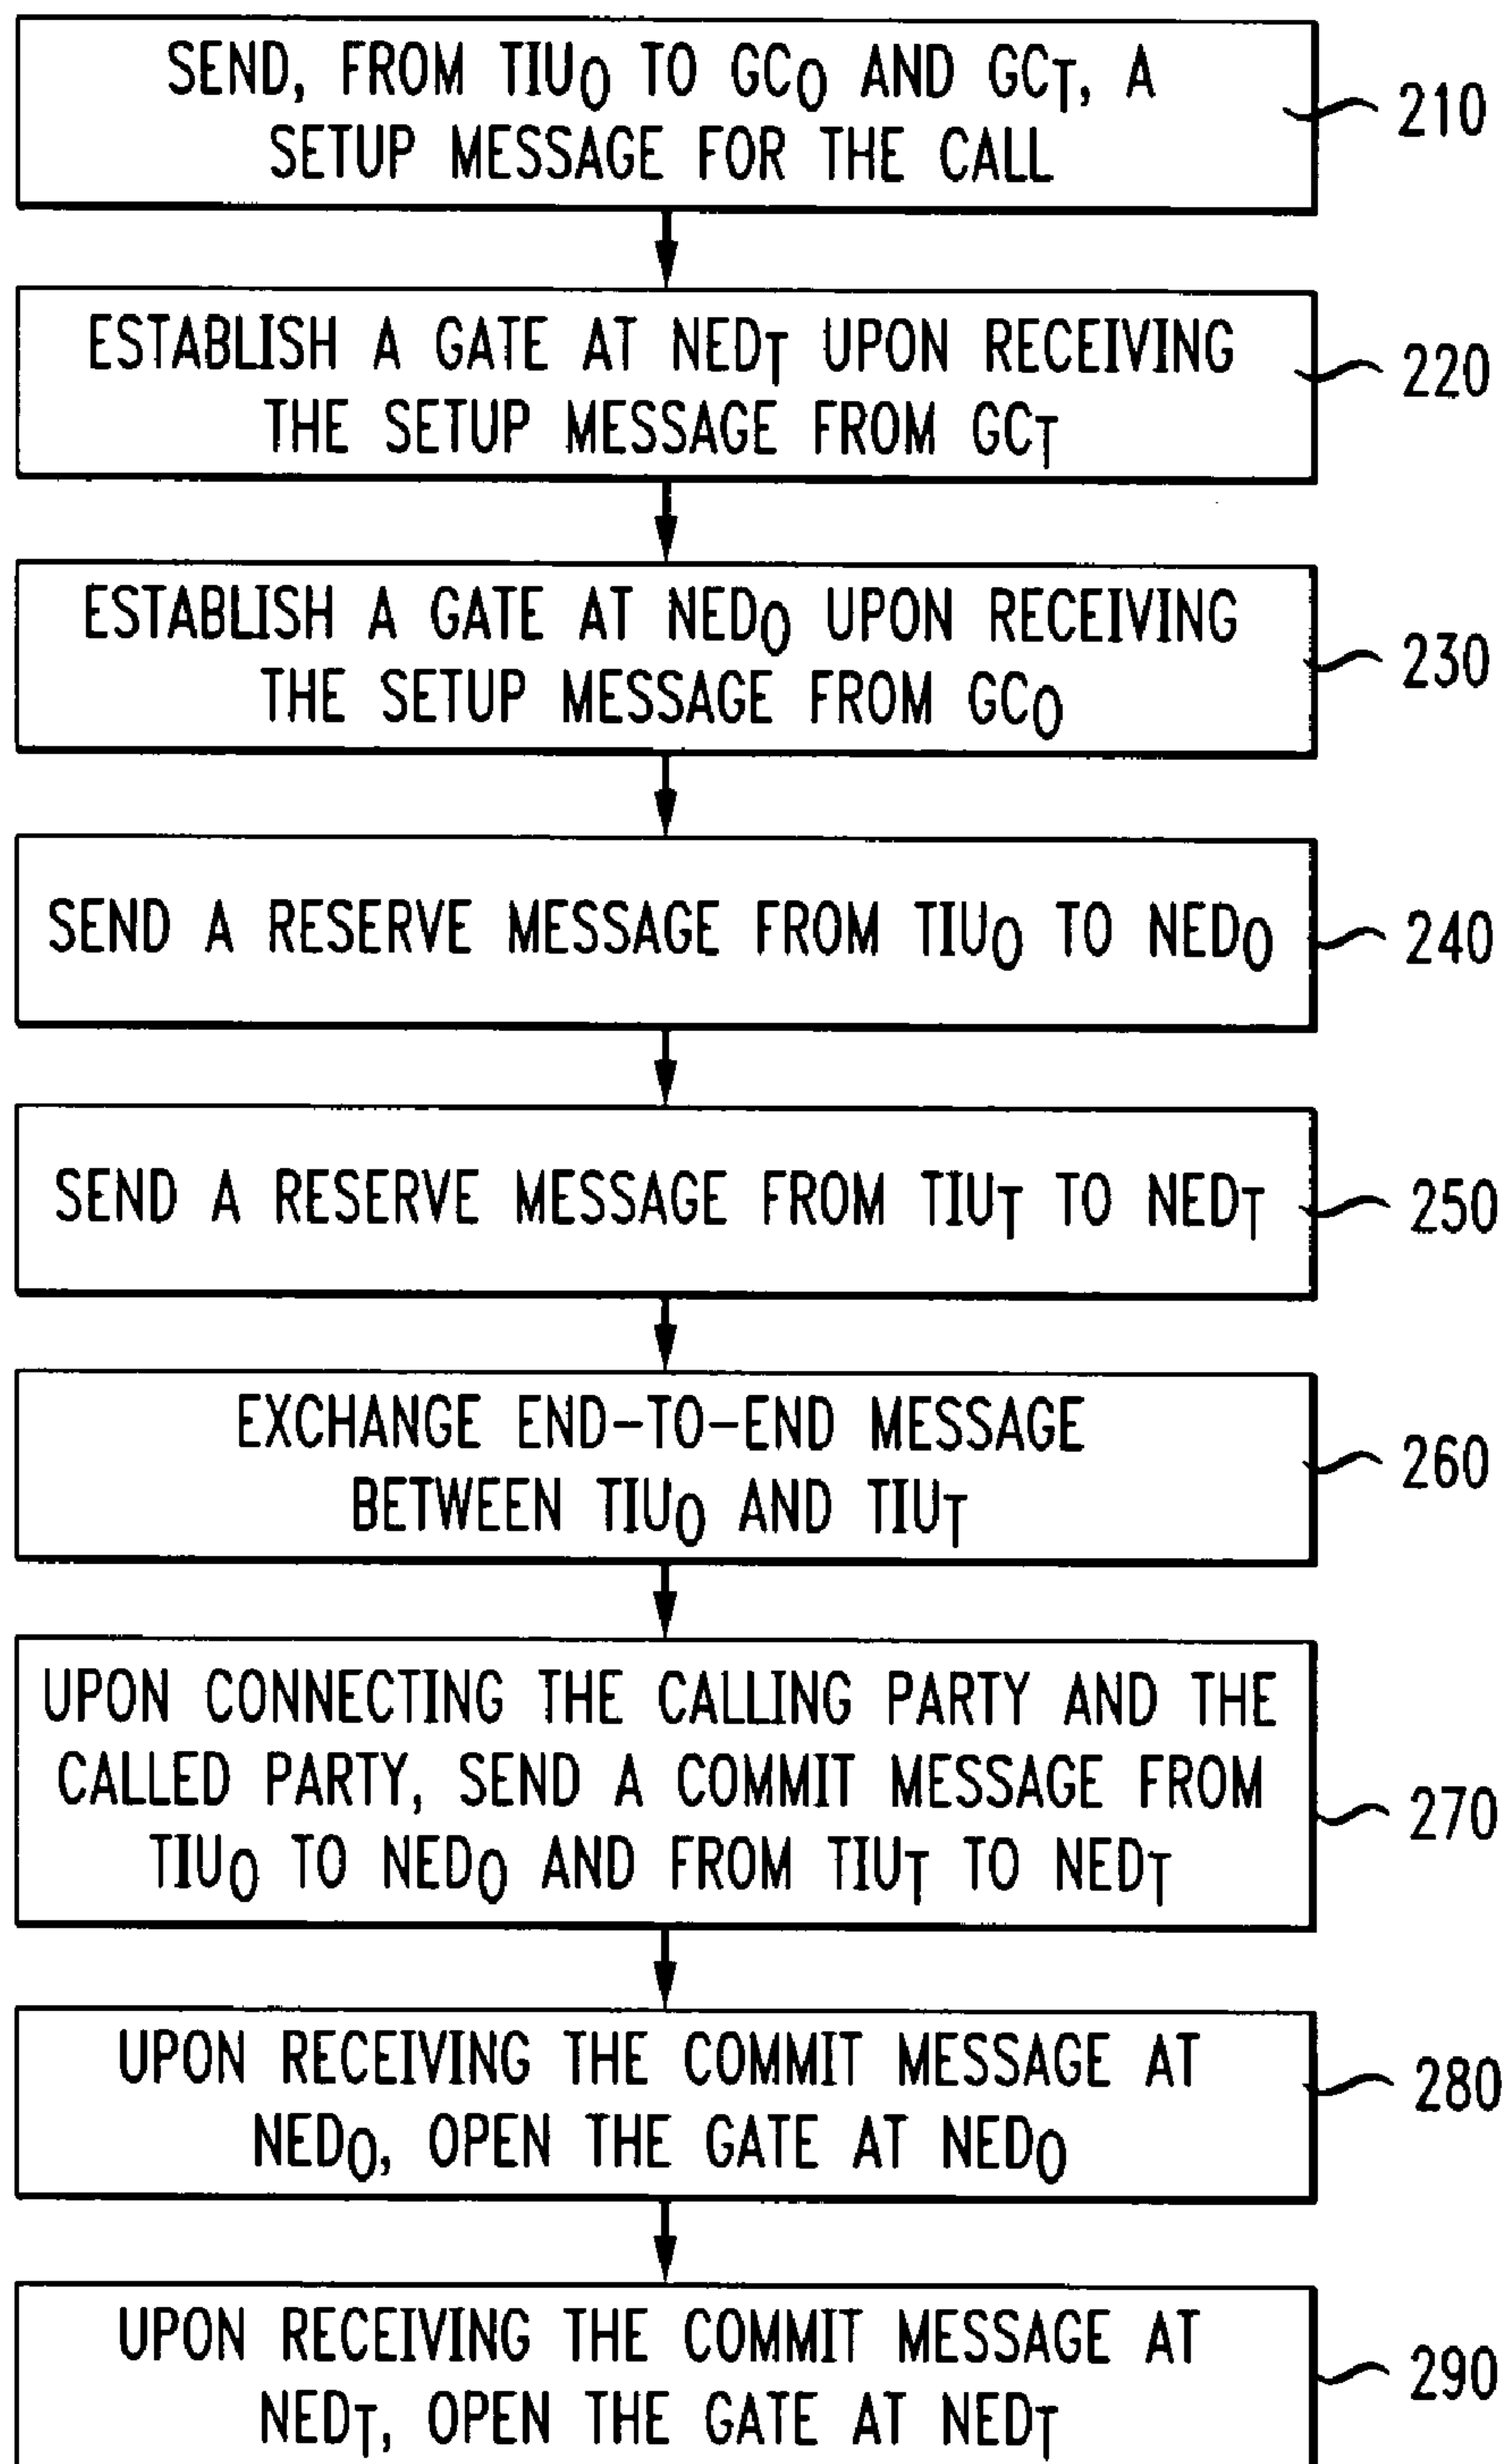 SEND, FROM TIUO TO GCO AND GCT, A
SETUP MESSAGE FOR THE CALL
210
ESTABLISH A GATE AT NEDT UPON RECEIVING
THE SETUP MESSAGE FROM GCT
220
ESTABLISH A GATE AT NEDO UPON RECEIVING
THE SETUP MESSAGE FROM GCO
230
SEND A RESERVE MESSAGE FROM TIUO TO NEDO
240
SEND A RESERVE MESSAGE FROM TIUT TO NEDT
250
EXCHANGE END-TO-END MESSAGE
BETWEEN TIUO AND TIUT
260
UPON CONNECTING THE CALLING PARTY AND THE
CALLED PARTY, SEND A COMMIT MESSAGE FROM
TIUO TO NEDO AND FROM TIUT TO NEDT
270
UPON RECEIVING THE COMMIT MESSAGE AT
NEDO, OPEN THE GATE AT NEDO
280
UPON RECEIVING THE COMMIT MESSAGE AT
NEDT, OPEN THE GATE AT NEDT
290